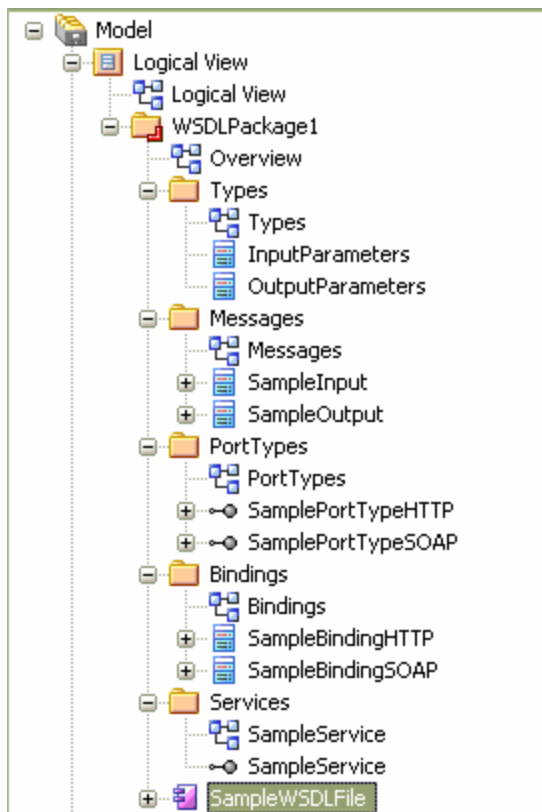 Model
Logical View
Logical View
WSDLPackage1
Overview
Types
Types
InputParameters
OutputParameters
Messages
Messages
SampleInput
SampleOutput
PortTypes
PortTypes
SamplePortTypeHTTP
SamplePortTypeSOAP
Bindings
Bindings
SampleBindingHTTP
SampleBindingSOAP
Services
SampleService
SampleService
SampleWSDLFile